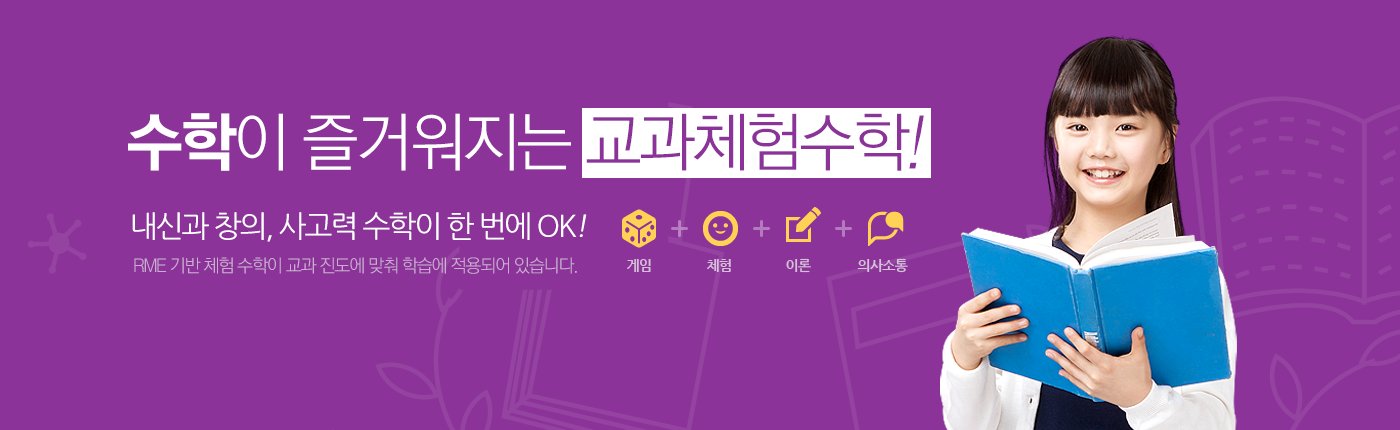 수학이 즐거워지는 교과체험수학!
내신과 창의, 사고력 수학이 한 번에 OK!
RME 기반 체험 수학이 교과 진도에 맞춰 학습에 적용되어 있습니다.
게임 + 체험 + 이론 + 의사소통